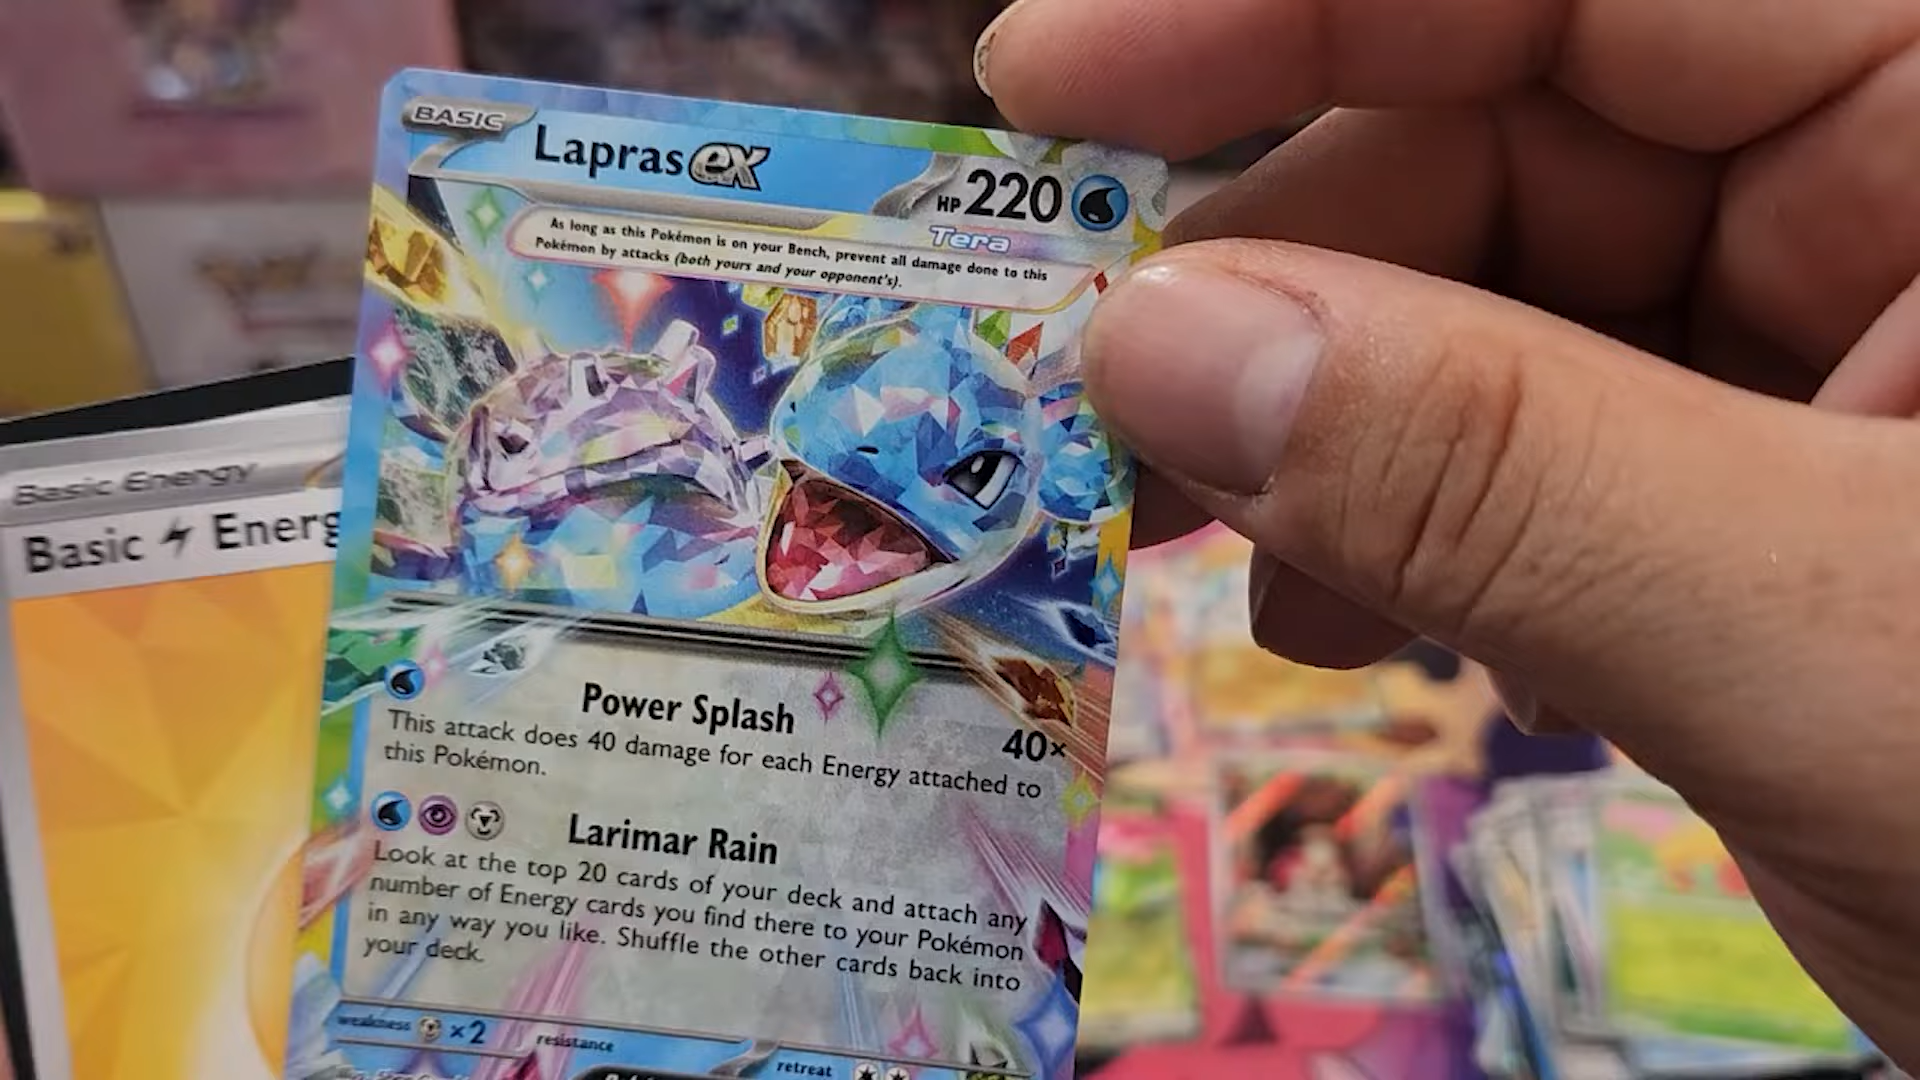 BASIC
Lapras ex
HP 220
Tera
As long as this Pokémon is on your Bench, prevent all damage done to this
Pokémon by attacks (both yours and your opponent's).
Basic Energy
Basic Energ
Power Splash
40×
This attack does 40 damage for each Energy attached to
this Pokémon.
Larimar Rain
Look at the top 20 cards of your deck and attach any
number of Energy cards you find there to your Pokémon
in any way you like. Shuffle the other cards back into
your deck.
weakness ×2
resistance
retreat